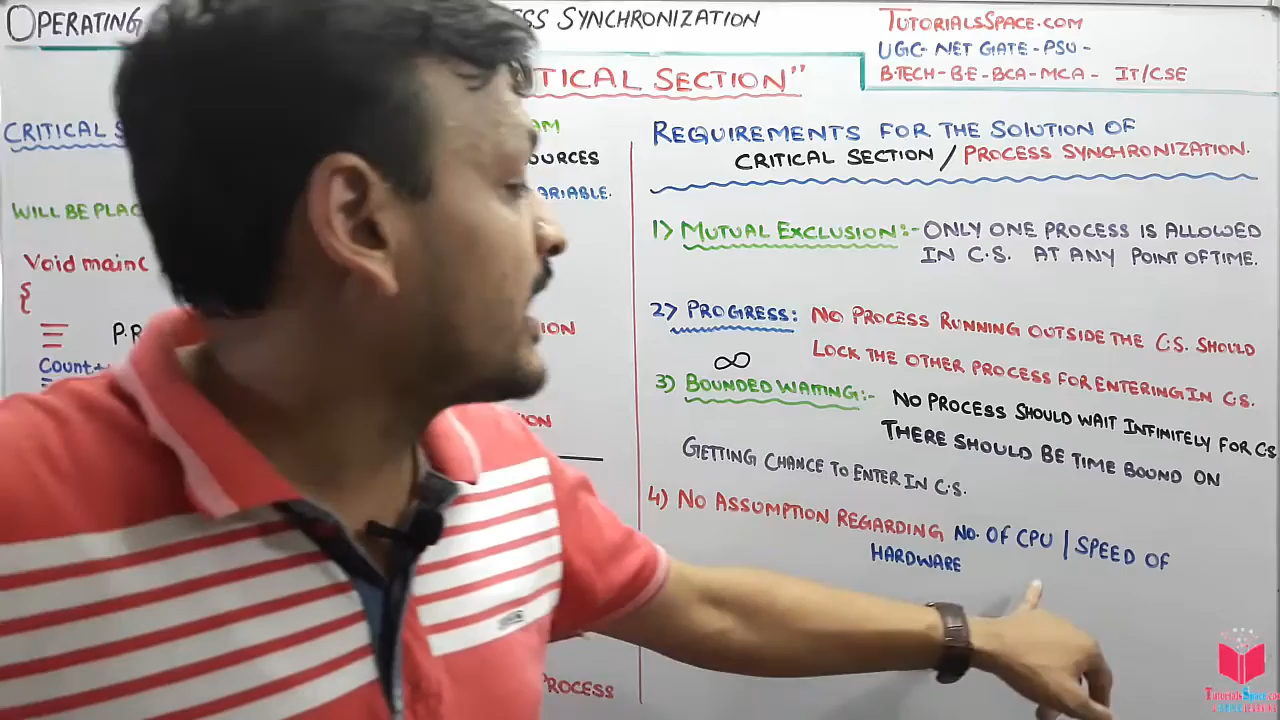 OPERATING SS SYNCHRONIZATION
TUTORIALSSPACE.COM
UGC-NET GATE-PSU-
B.TECH-B.E-BCA-MCA- IT/CSE
TICAL SECTION"
CRITICAL S AM
OURCES
ARIABLE.
WILL BE PLAC
Void main(
{
P.R ION
Count+
ION
PROCESS
REQUIREMENTS FOR THE SOLUTION OF
CRITICAL SECTION / PROCESS SYNCHRONIZATION.
1) MUTUAL EXCLUSION:- ONLY ONE PROCESS IS ALLOWED
IN C.S. AT ANY POINT OF TIME.
2) PROGRESS: NO PROCESS RUNNING OUTSIDE THE C.S. SHOULD
LOCK THE OTHER PROCESS FOR ENTERING IN C.S.
∞
3) BOUNDED WAITING:- NO PROCESS SHOULD WAIT INFINITELY FOR CS
THERE SHOULD BE TIME BOUND ON
GETTING CHANCE TO ENTER IN C.S.
4) NO ASSUMPTION REGARDING NO. OF CPU | SPEED OF
HARDWARE
TutorialsSpace.co